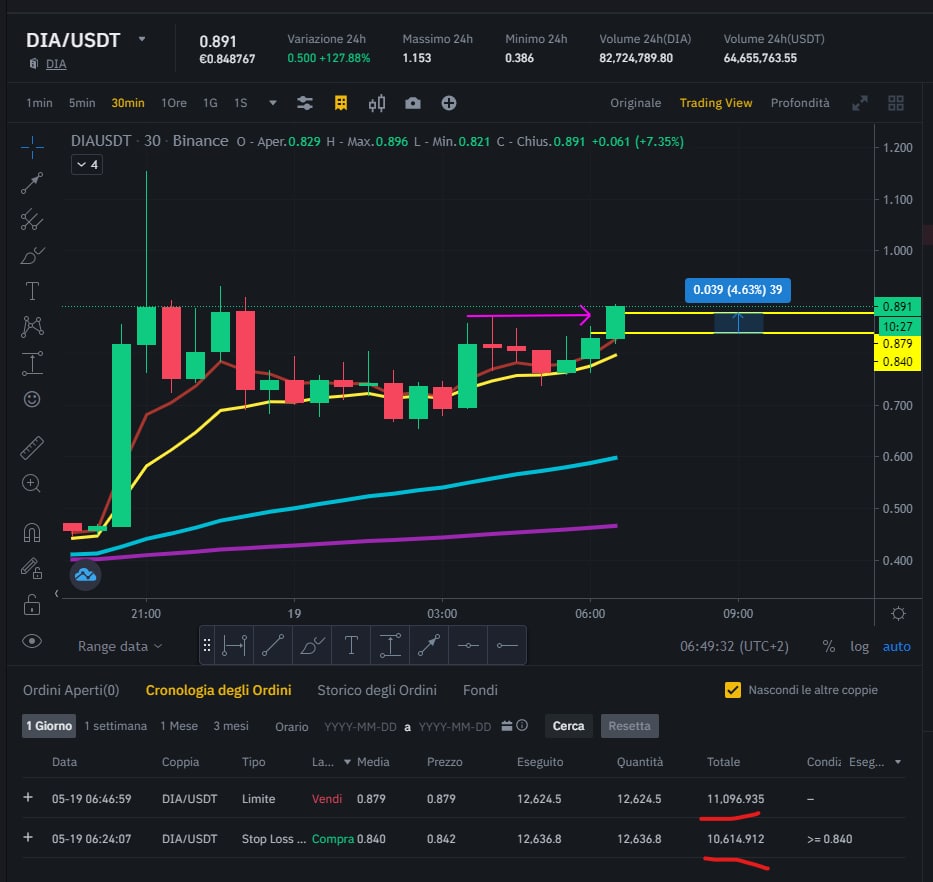 DIA/USDT
DIA
0.891
€0.848767
Variazione 24h
0.500 +127.88%
Massimo 24h
1.153
Minimo 24h
0.386
Volume 24h(DIA)
82,724,789.80
Volume 24h(USDT)
64,655,763.55
1min 5min 30min 1Ore 1G 1S
Originale Trading View Profondità
DIAUSDT · 30 · Binance O - Aper.0.829 H - Max.0.896 L - Min.0.821 C - Chius.0.891 +0.061 (+7.35%)
4
1.200
1.100
1.000
0.039 (4.63%) 39
0.891
10:27
0.879
0.840
0.700
0.600
0.500
0.400
21:00 19 03:00 06:00 09:00
Range data 06:49:32 (UTC+2) % log auto
Ordini Aperti(0) Cronologia degli Ordini Storico degli Ordini Fondi Nascondi le altre coppie
1 Giorno 1 settimana 1 Mese 3 mesi Orario YYYY-MM-DD a YYYY-MM-DD Cerca Resetta
Data Coppia Tipo La... Media Prezzo Eseguito Quantità Totale Condiz Eseg...
05-19 06:46:59 DIA/USDT Limite Vendi 0.879 0.879 12,624.5 12,624.5 11,096.935 –
05-19 06:24:07 DIA/USDT Stop Loss ... Compra 0.840 0.842 12,636.8 12,636.8 10,614.912 >= 0.840